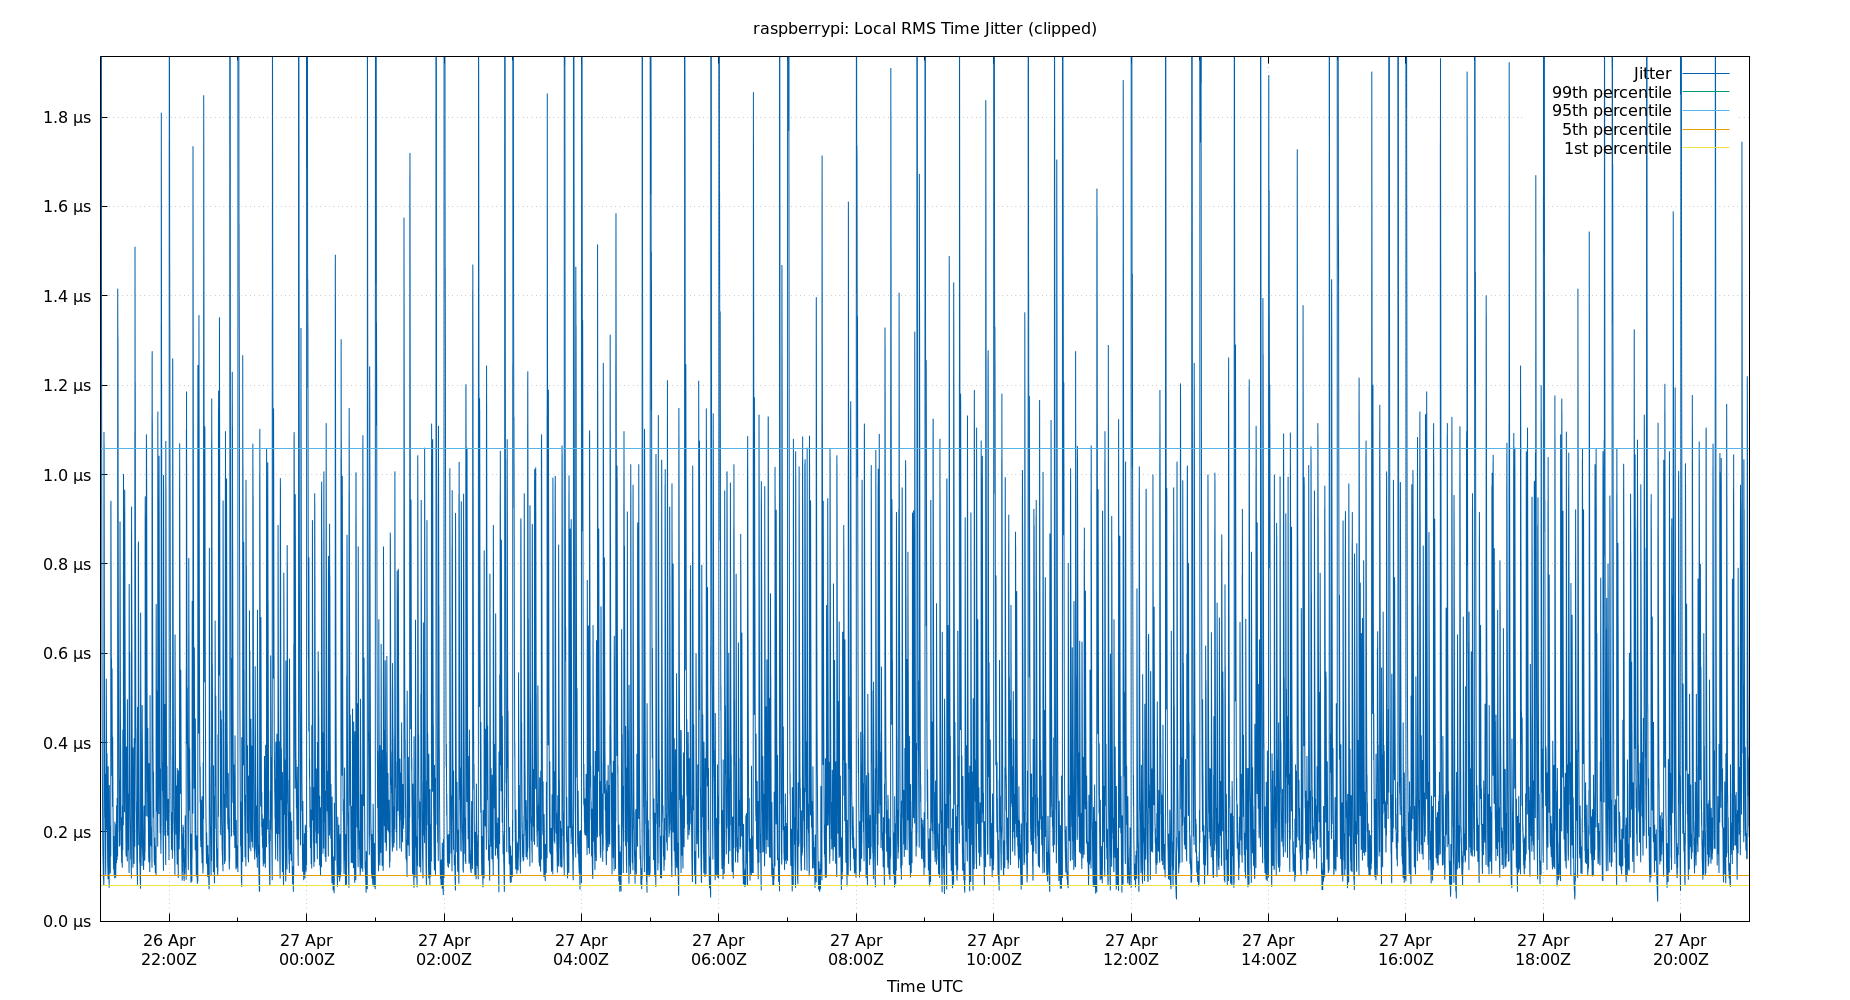 raspberrypi: Local RMS Time Jitter (clipped)
Jitter
99th percentile
95th percentile
5th percentile
1st percentile
1.8 µs
1.6 µs
1.4 µs
1.2 µs
1.0 µs
0.8 µs
0.6 µs
0.4 µs
0.2 µs
0.0 µs
26 Apr 27 Apr 27 Apr 27 Apr 27 Apr 27 Apr 27 Apr 27 Apr 27 Apr 27 Apr 27 Apr 27 Apr
22:00Z 00:00Z 02:00Z 04:00Z 06:00Z 08:00Z 10:00Z 12:00Z 14:00Z 16:00Z 18:00Z 20:00Z
Time UTC